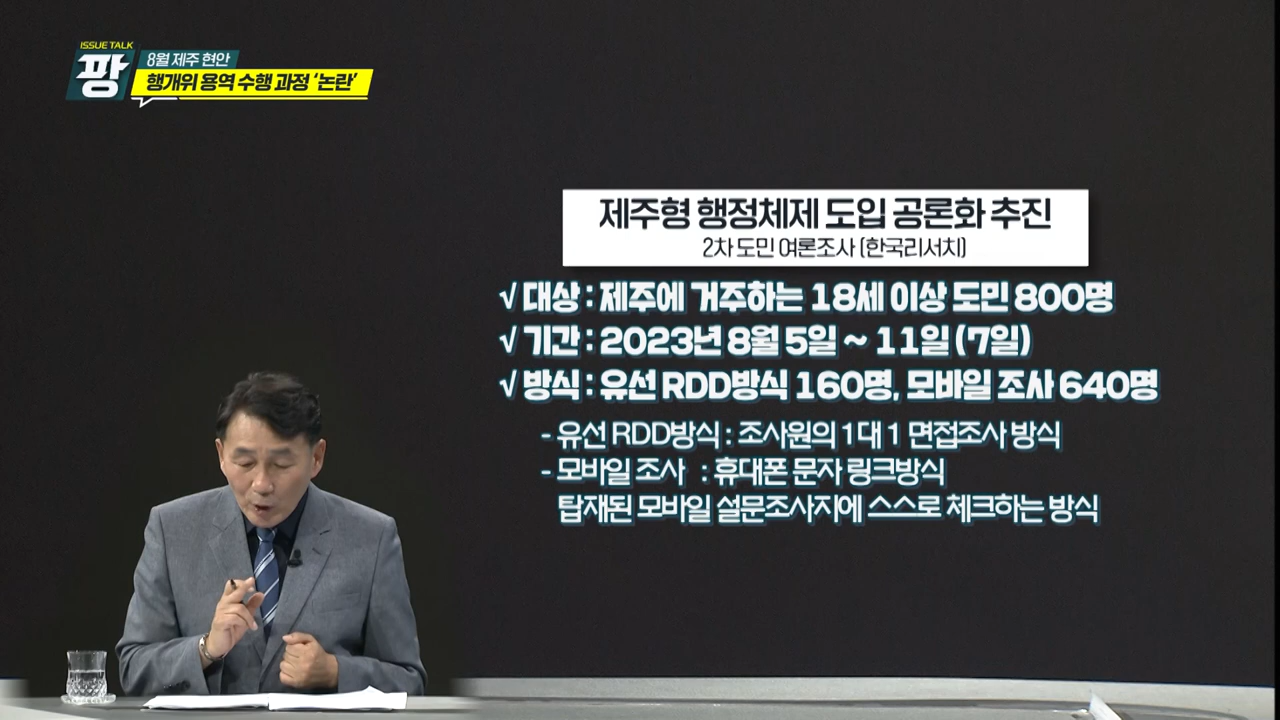 ISSUE TALK
팡
8월 제주 현안
행개위 용역 수행 과정 '논란'
제주형 행정체제 도입 공론화 추진
2차 도민 여론조사 (한국리서치)
√ 대상 : 제주에 거주하는 18세 이상 도민 800명
√ 기간 : 2023년 8월 5일 ~ 11일 (7일)
√ 방식 : 유선 RDD방식 160명, 모바일 조사 640명
- 유선 RDD방식 : 조사원의 1대 1 면접조사 방식
- 모바일 조사 : 휴대폰 문자 링크방식
탑재된 모바일 설문조사지에 스스로 체크하는 방식